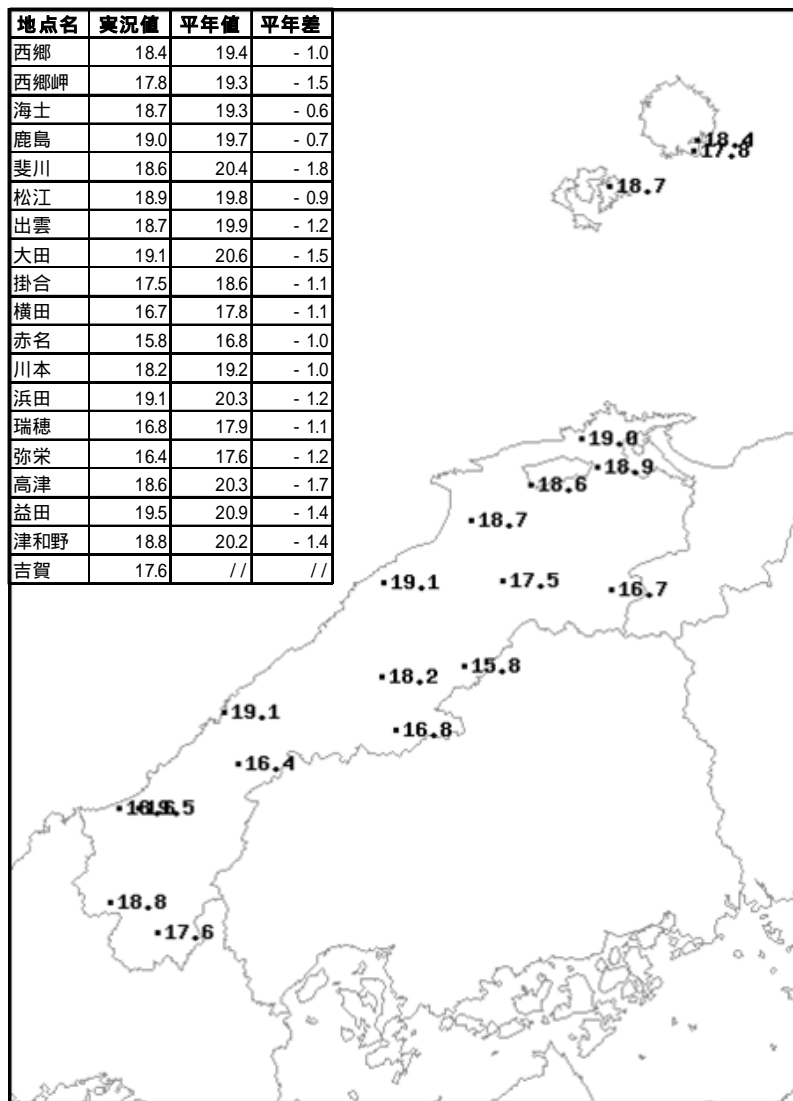 地点名 実況値 平年値 平年差
西郷 18.4 19.4 - 1.0
西郷岬 17.8 19.3 - 1.5
海士 18.7 19.3 - 0.6
鹿島 19.0 19.7 - 0.7
斐川 18.6 20.4 - 1.8
松江 18.9 19.8 - 0.9
出雲 18.7 19.9 - 1.2
大田 19.1 20.6 - 1.5
掛合 17.5 18.6 - 1.1
横田 16.7 17.8 - 1.1
赤名 15.8 16.8 - 1.0
川本 18.2 19.2 - 1.0
浜田 19.1 20.3 - 1.2
瑞穂 16.8 17.9 - 1.1
弥栄 16.4 17.6 - 1.2
高津 18.6 20.3 - 1.7
益田 19.5 20.9 - 1.4
津和野 18.8 20.2 - 1.4
吉賀 17.6 // //
18.4
17.8
18.7
19.0
18.9
18.6
18.7
19.1 17.5 16.7
15.8
18.2
19.1
16.8
16.4
18.8
17.6